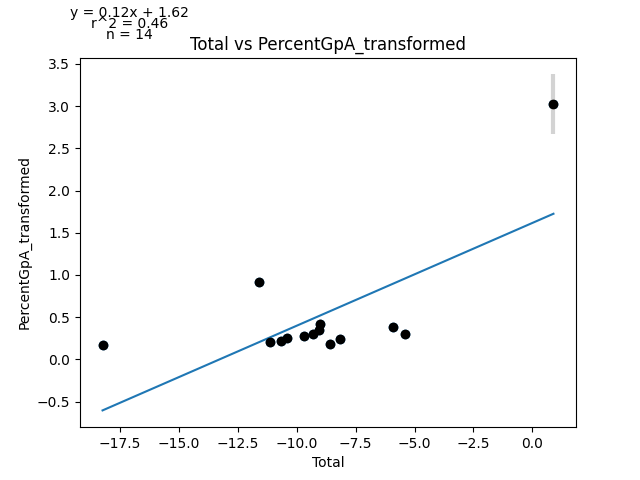 y = 0.12x + 1.62
r^2 = 0.46
n = 14
Total vs PercentGpA_transformed
3.5
3.0
2.5
2.0
1.5
1.0
0.5
0.0
−0.5
PercentGpA_transformed
−17.5 −15.0 −12.5 −10.0 −7.5 −5.0 −2.5 0.0
Total